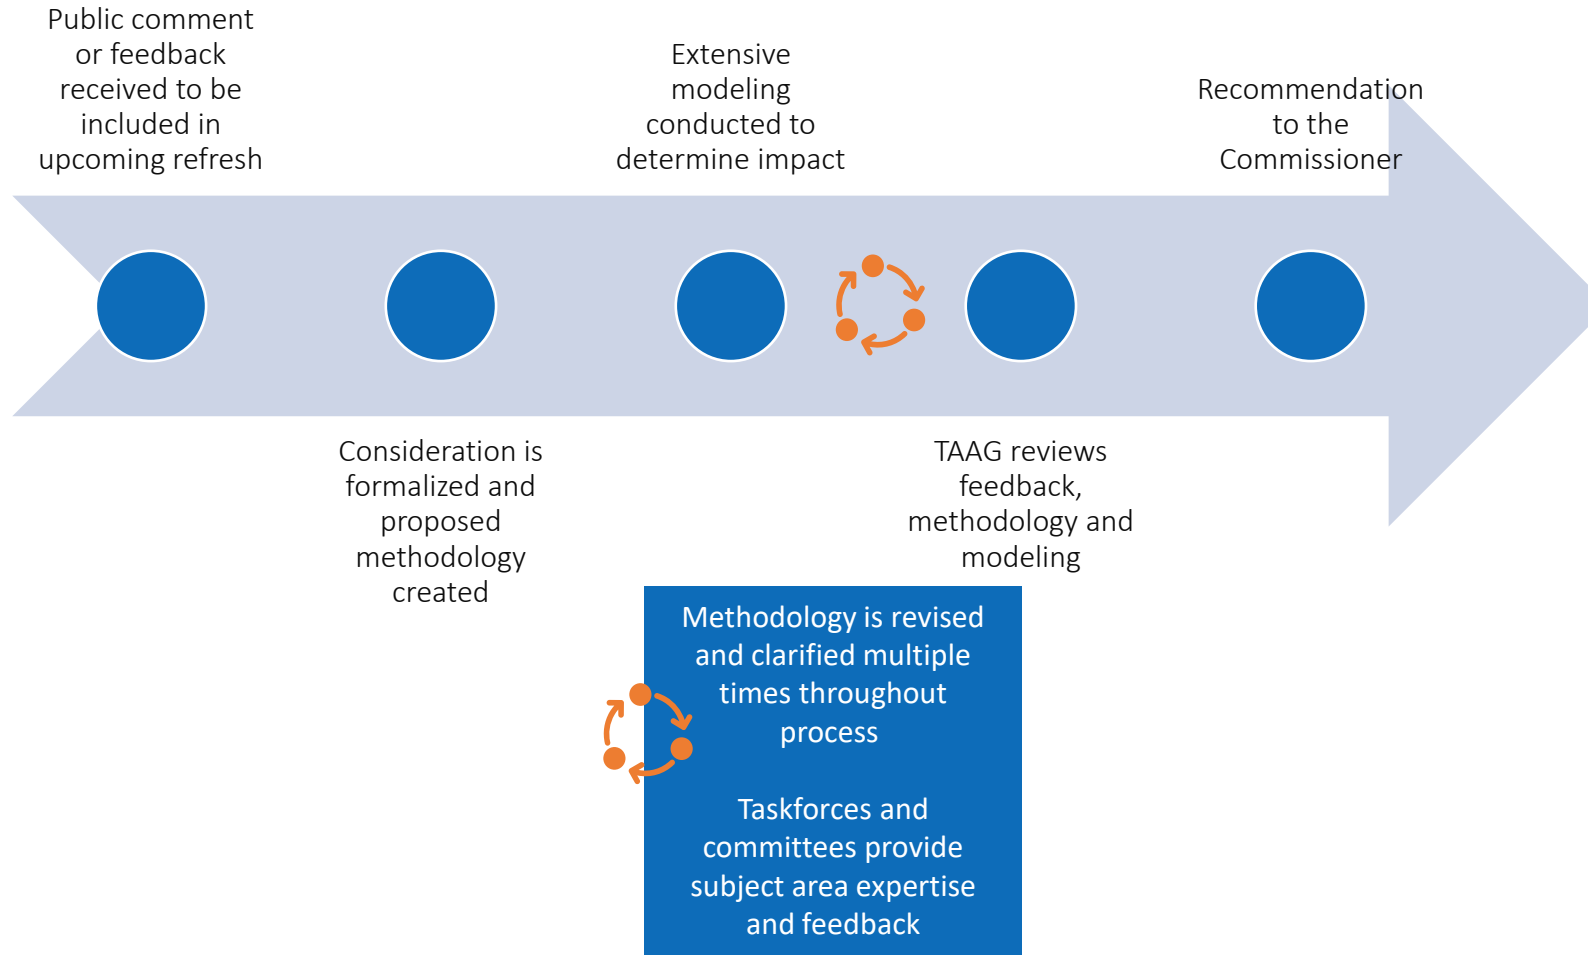 Public comment
or feedback
received to be
included in
upcoming refresh
Extensive
modeling
conducted to
determine impact
Recommendation
to the
Commissioner
Consideration is
formalized and
proposed
methodology
created
TAAG reviews
feedback,
methodology and
modeling
Methodology is revised
and clarified multiple
times throughout
process
Taskforces and
committees provide
subject area expertise
and feedback